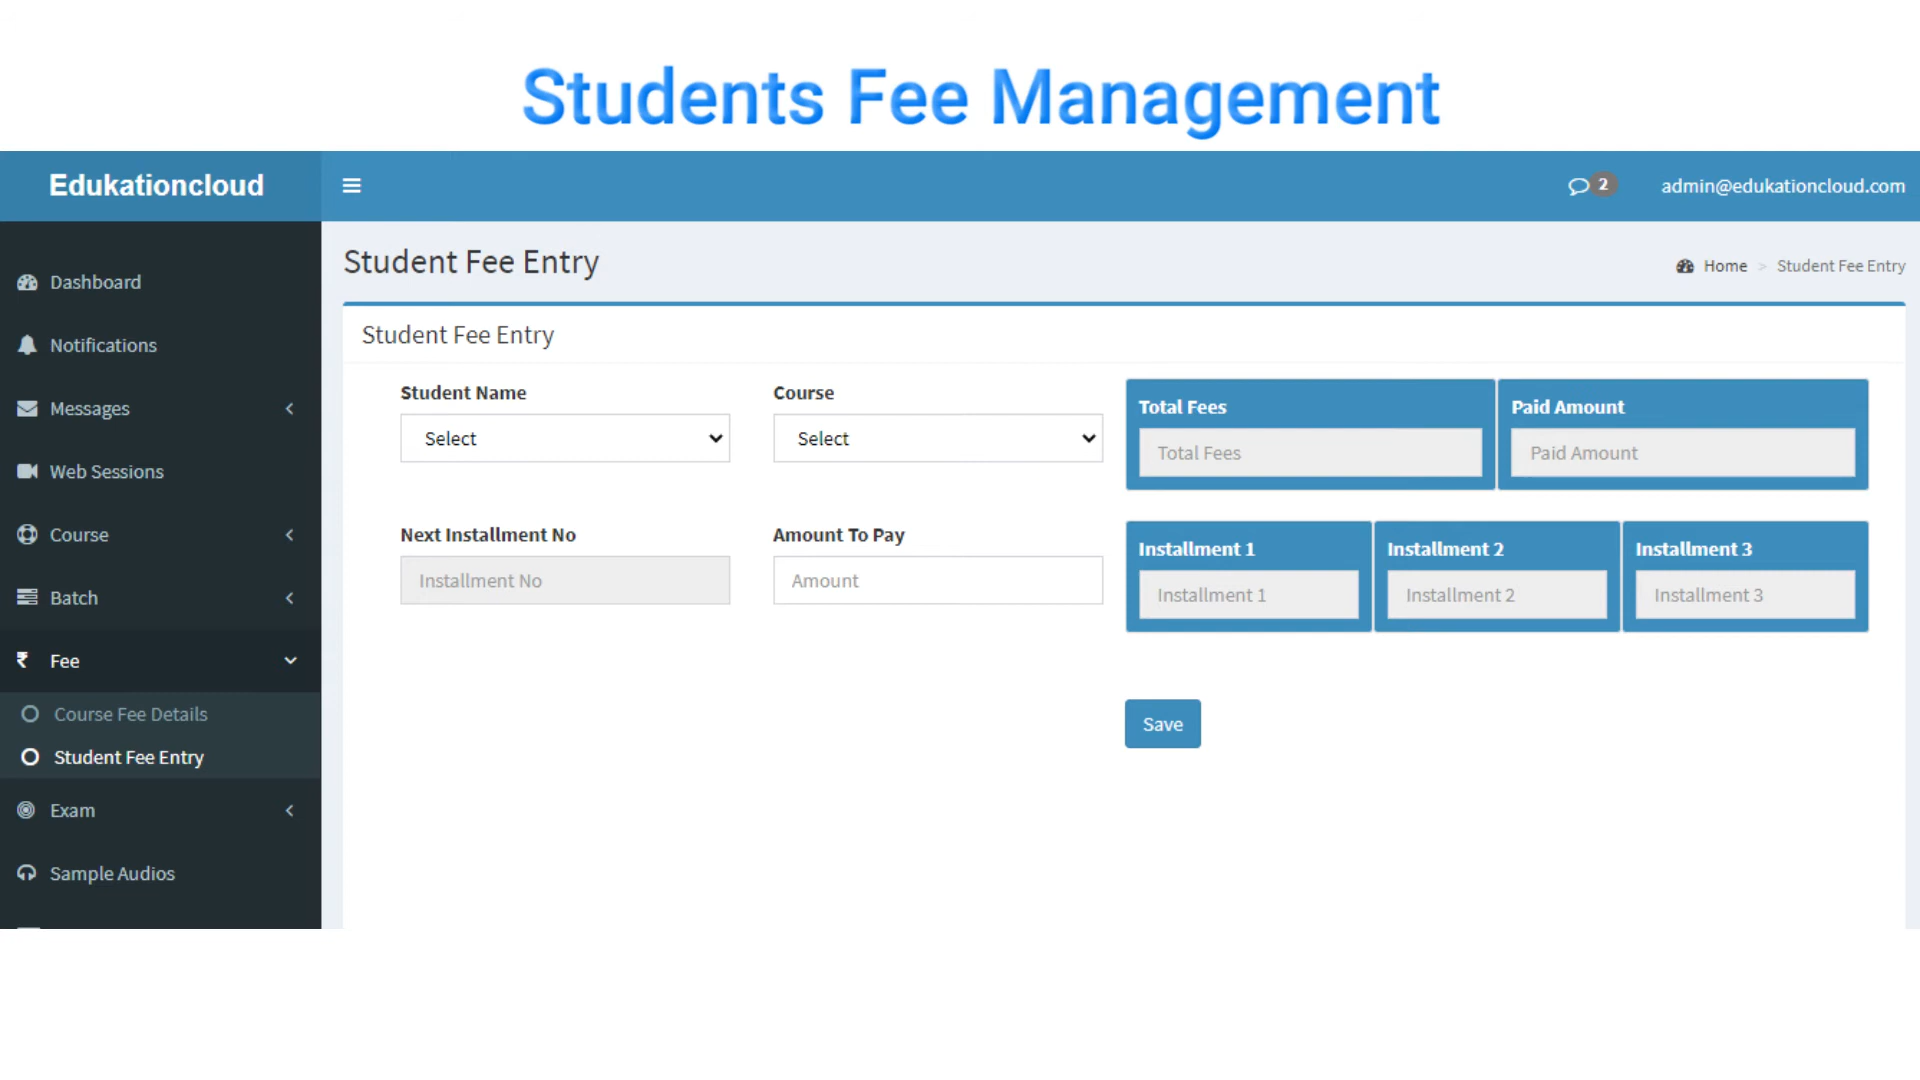 Students Fee Management
Edukationcloud
2
admin@edukationcloud.com
Dashboard
Notifications
Messages
Web Sessions
Course
Batch
₹ Fee
Course Fee Details
Student Fee Entry
Exam
Sample Audios
Student Fee Entry
Home > Student Fee Entry
Student Fee Entry
Student Name
Select
Course
Select
Total Fees
Total Fees
Paid Amount
Paid Amount
Next Installment No
Installment No
Amount To Pay
Amount
Installment 1
Installment 1
Installment 2
Installment 2
Installment 3
Installment 3
Save